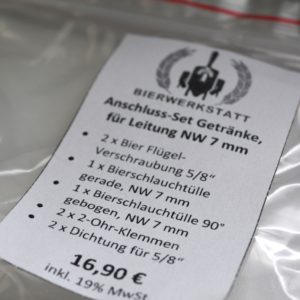 BIERWERKSTATT
Anschluss-Set Getränke,
für Leitung NW 7 mm
• 2 x Bier Flügel-
Verschraubung 5/8“
• 1 x Bierschlauchtülle
gerade, NW 7 mm
• 1 x Bierschlauchtülle 90°
gebogen, NW 7 mm
• 2 x 2-Ohr-Klemmen
• 2 x Dichtung für 5/8“
16,90 €
inkl. 19% MwSt.